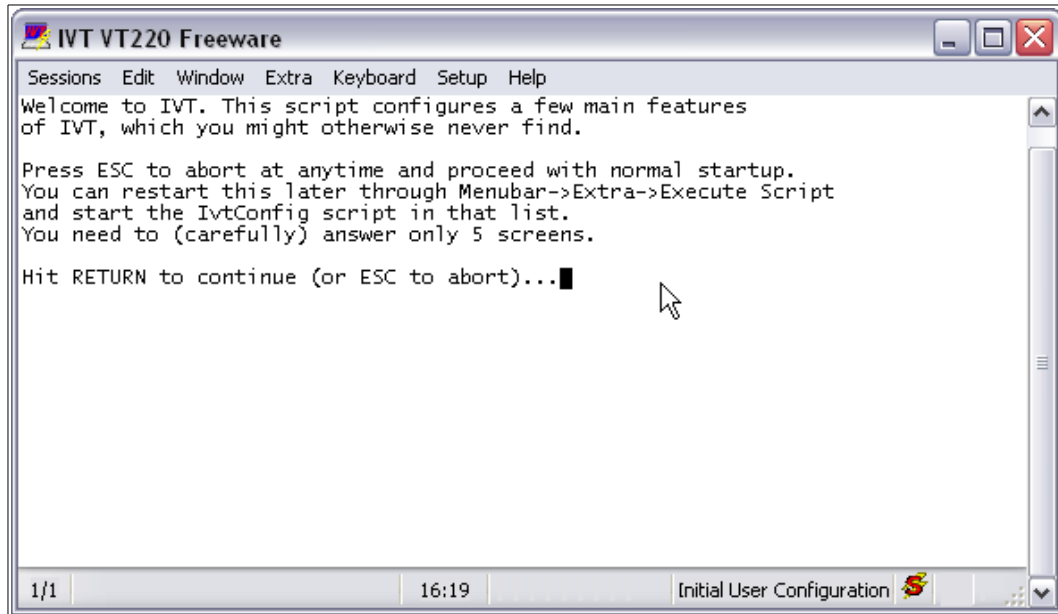 IVT VT220 Freeware
Sessions Edit Window Extra Keyboard Setup Help
Welcome to IVT. This script configures a few main features
of IVT, which you might otherwise never find.
Press ESC to abort at anytime and proceed with normal startup.
You can restart this later through Menubar->Extra->Execute Script
and start the IvtConfig script in that list.
You need to (carefully) answer only 5 screens.
Hit RETURN to continue (or ESC to abort)...
1/1 16:19 Initial User Configuration S